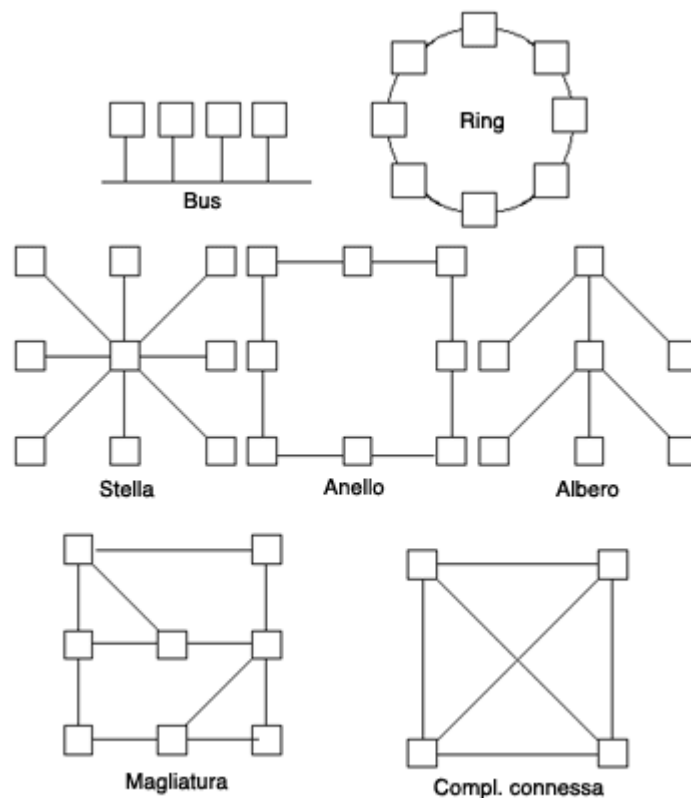 Ring
Bus
Stella
Anello
Albero
Magliatura
Compl. connessa